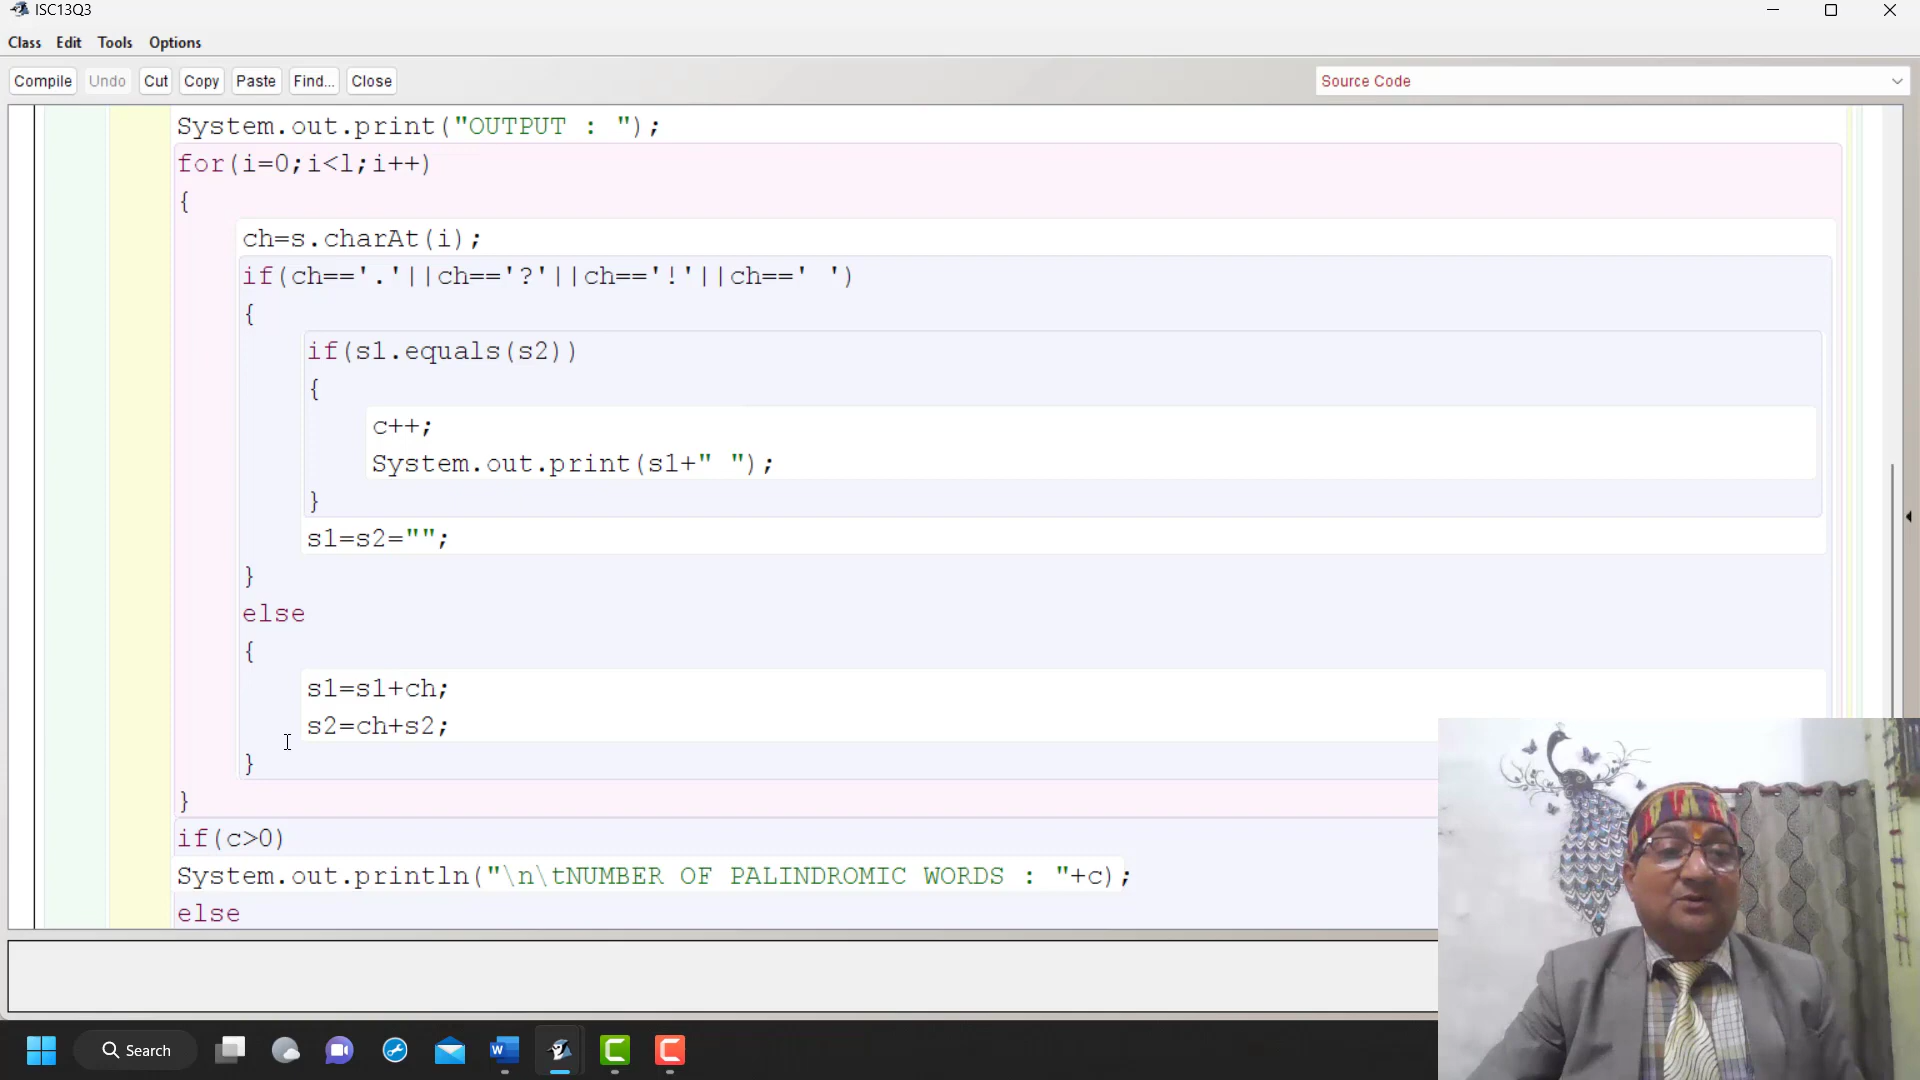 ISC13Q3
Class Edit Tools Options
Compile Undo Cut Copy Paste Find... Close Source Code
System.out.print("OUTPUT : ");
for(i=0;i<l;i++)
{
ch=s.charAt(i);
if(ch=='.'||ch=='?'||ch=='!'||ch==' ')
{
if(s1.equals(s2))
{
c++;
System.out.print(s1+" ");
}
s1=s2="";
}
else
{
s1=s1+ch;
s2=ch+s2;
}
}
if(c>0)
System.out.println("\n\tNUMBER OF PALINDROMIC WORDS : "+c);
else
Search